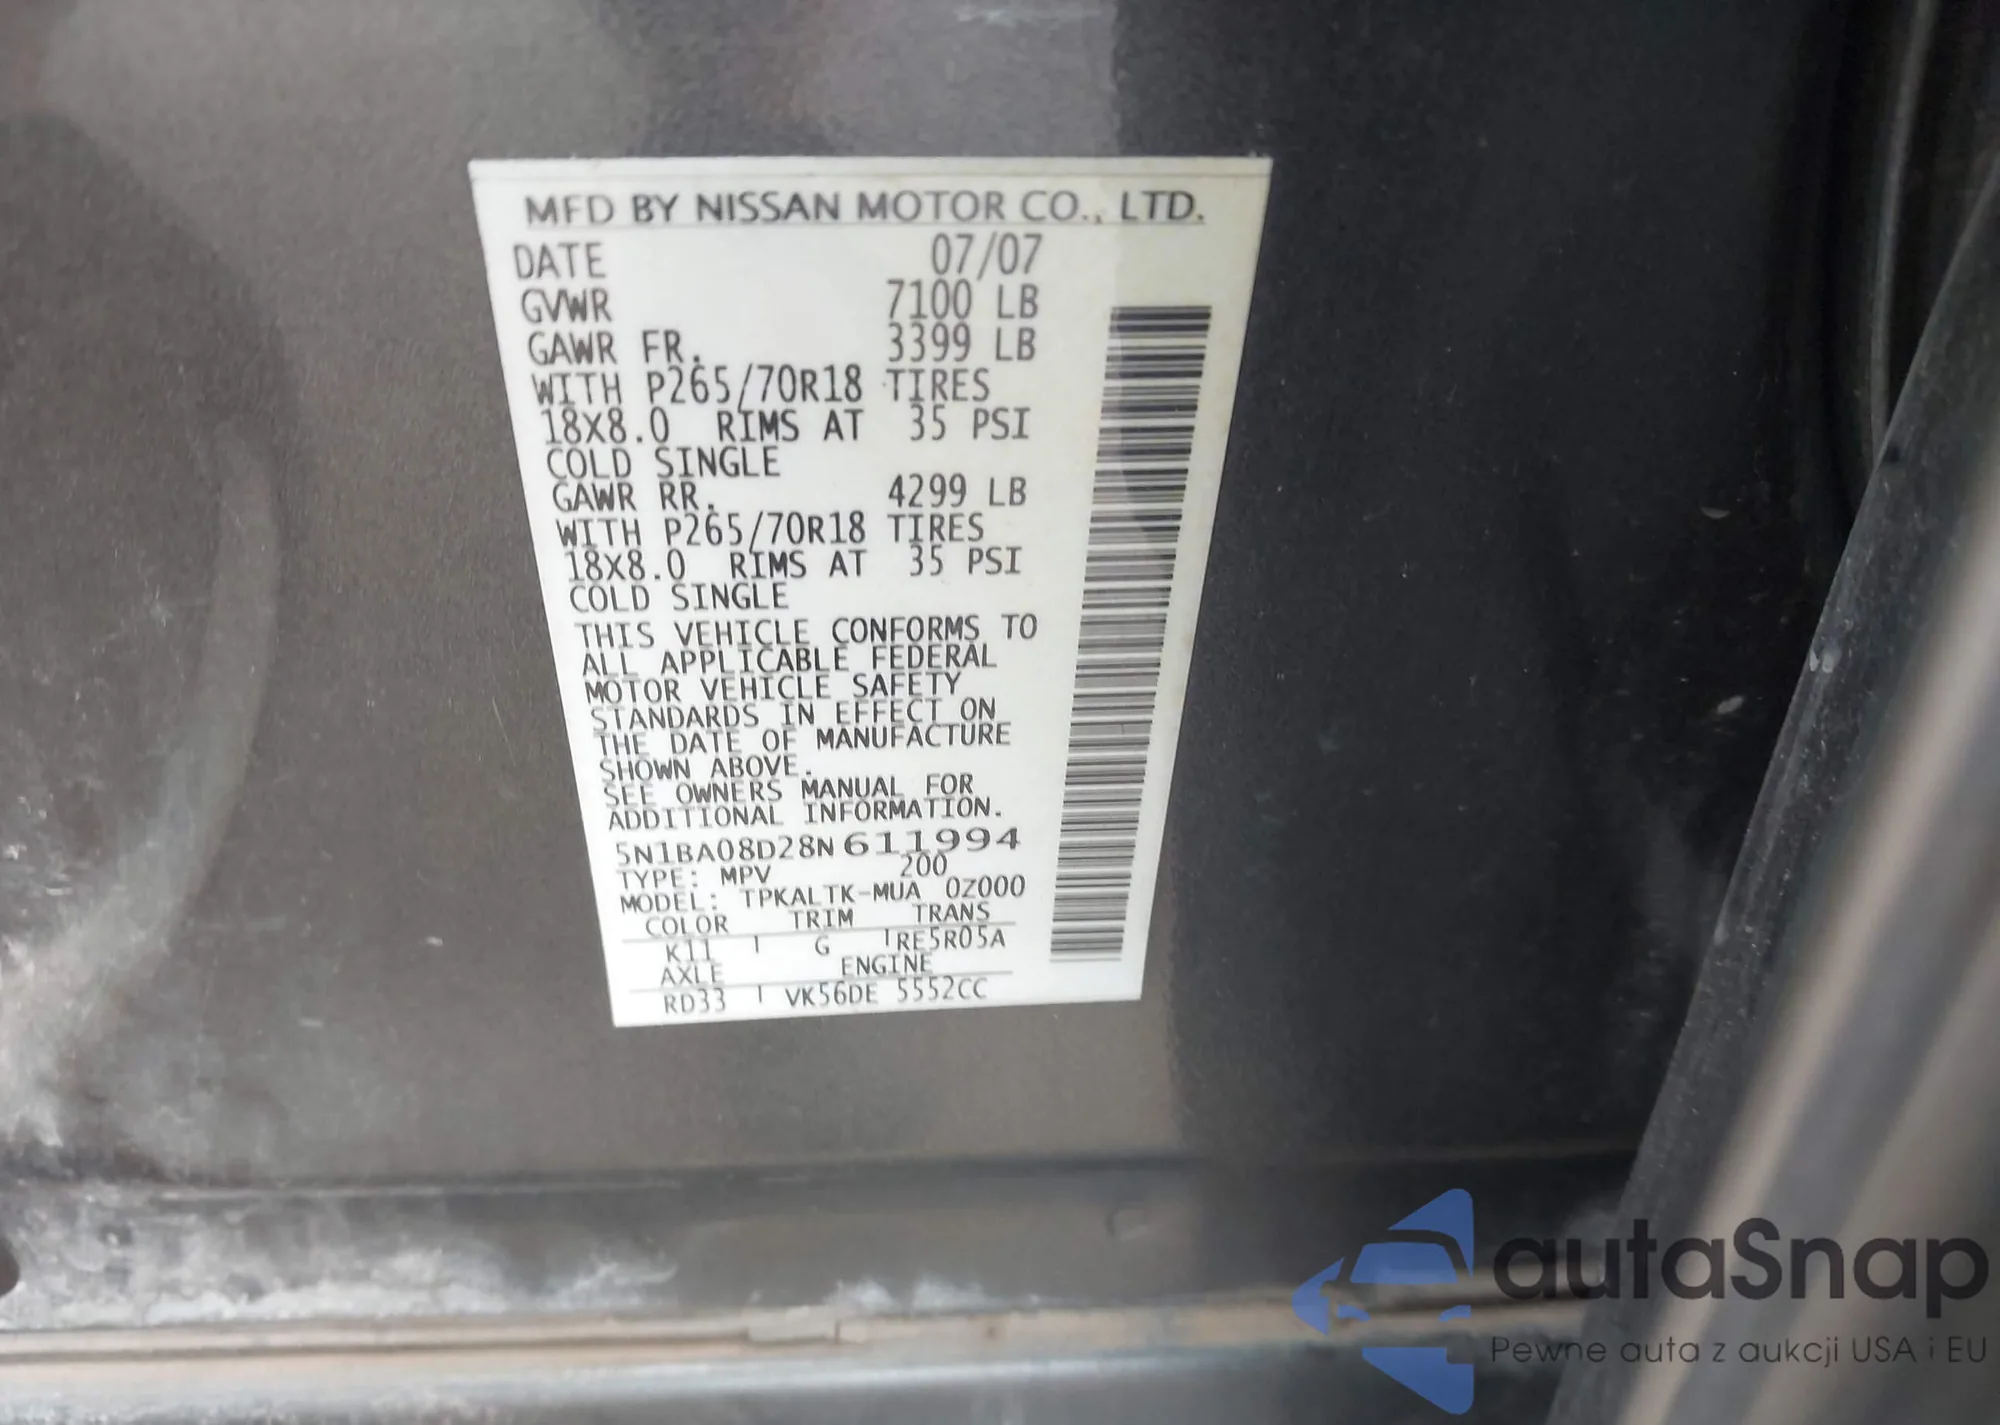 MFD BY NISSAN MOTOR CO., LTD.
DATE 07/07
GVWR 7100 LB
GAWR FR. 3399 LB
WITH P265/70R18 TIRES
18X8.0 RIMS AT 35 PSI
COLD SINGLE
GAWR RR. 4299 LB
WITH P265/70R18 TIRES
18X8.0 RIMS AT 35 PSI
COLD SINGLE
THIS VEHICLE CONFORMS TO
ALL APPLICABLE FEDERAL
MOTOR VEHICLE SAFETY
STANDARDS IN EFFECT ON
THE DATE OF MANUFACTURE
SHOWN ABOVE.
SEE OWNERS MANUAL FOR
ADDITIONAL INFORMATION.
5N1BA08D28N611994
TYPE: MPV 200
MODEL: TPKALTK-MUA 0Z000
COLOR TRIM TRANS
K11 G RE5R05A
AXLE ENGINE
RD33 VK56DE 5552CC
autaSnap
Pewne auta z aukcji USA i EU